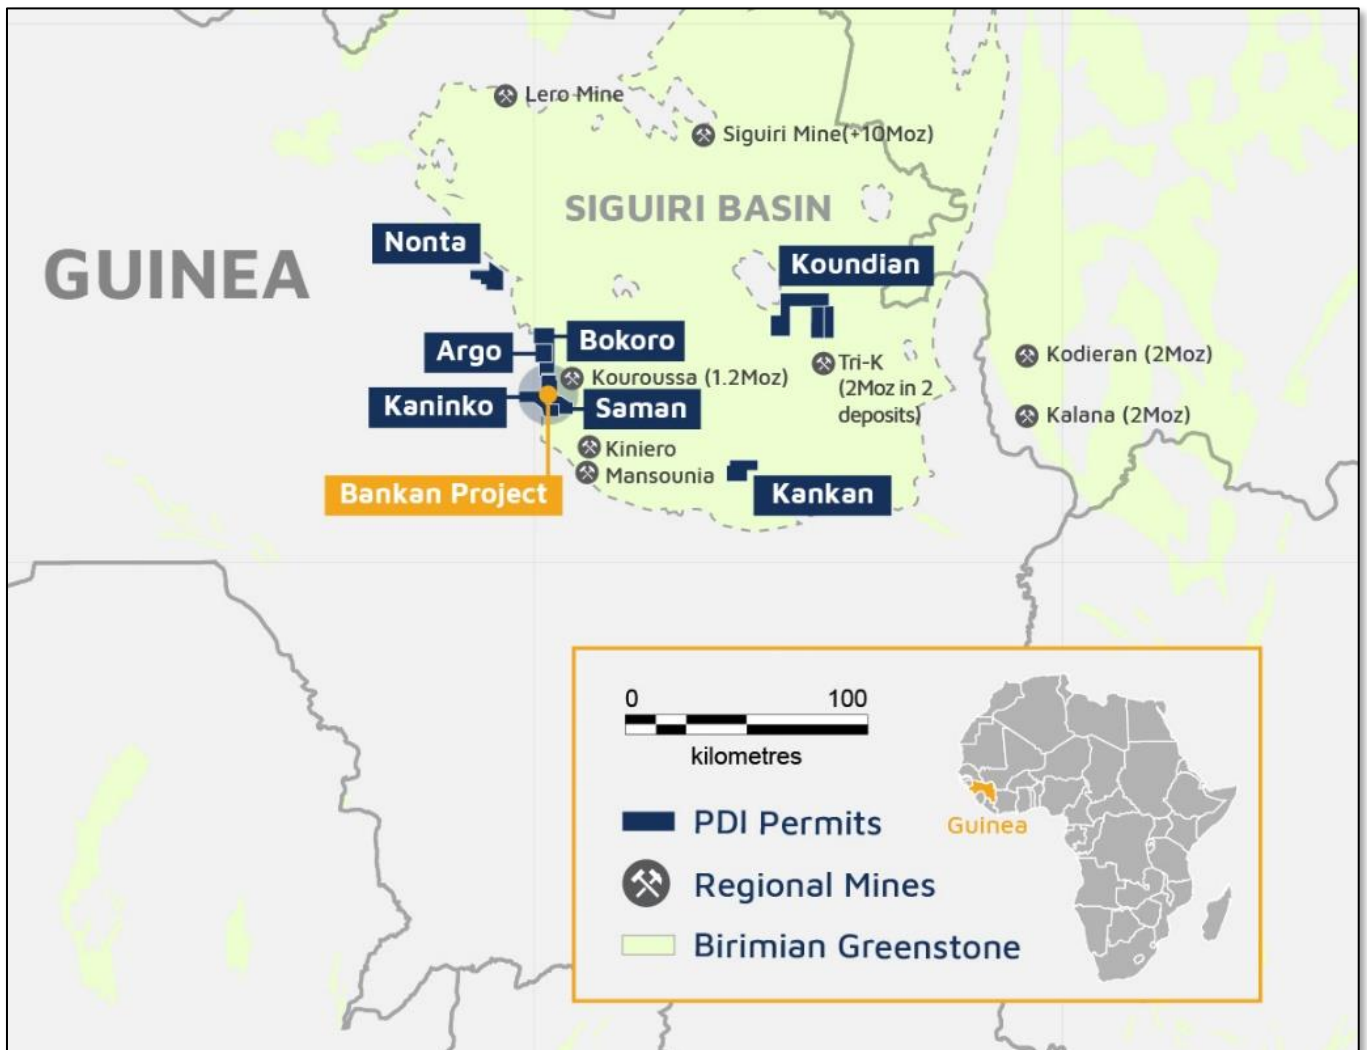 Lero Mine
Siguiri Mine(+10Moz)
SIGUIRI BASIN
Nonta
GUINEA
Koundian
Bokoro
Argo
Kodieran (2Moz)
Tri-K
(2Moz in 2
deposits)
Kouroussa (1.2Moz)
Kaninko
Saman
Kalana (2Moz)
Kiniero
Mansounia
Bankan Project
Kankan
0 100
kilometres
PDI Permits
Guinea
Regional Mines
Birimian Greenstone